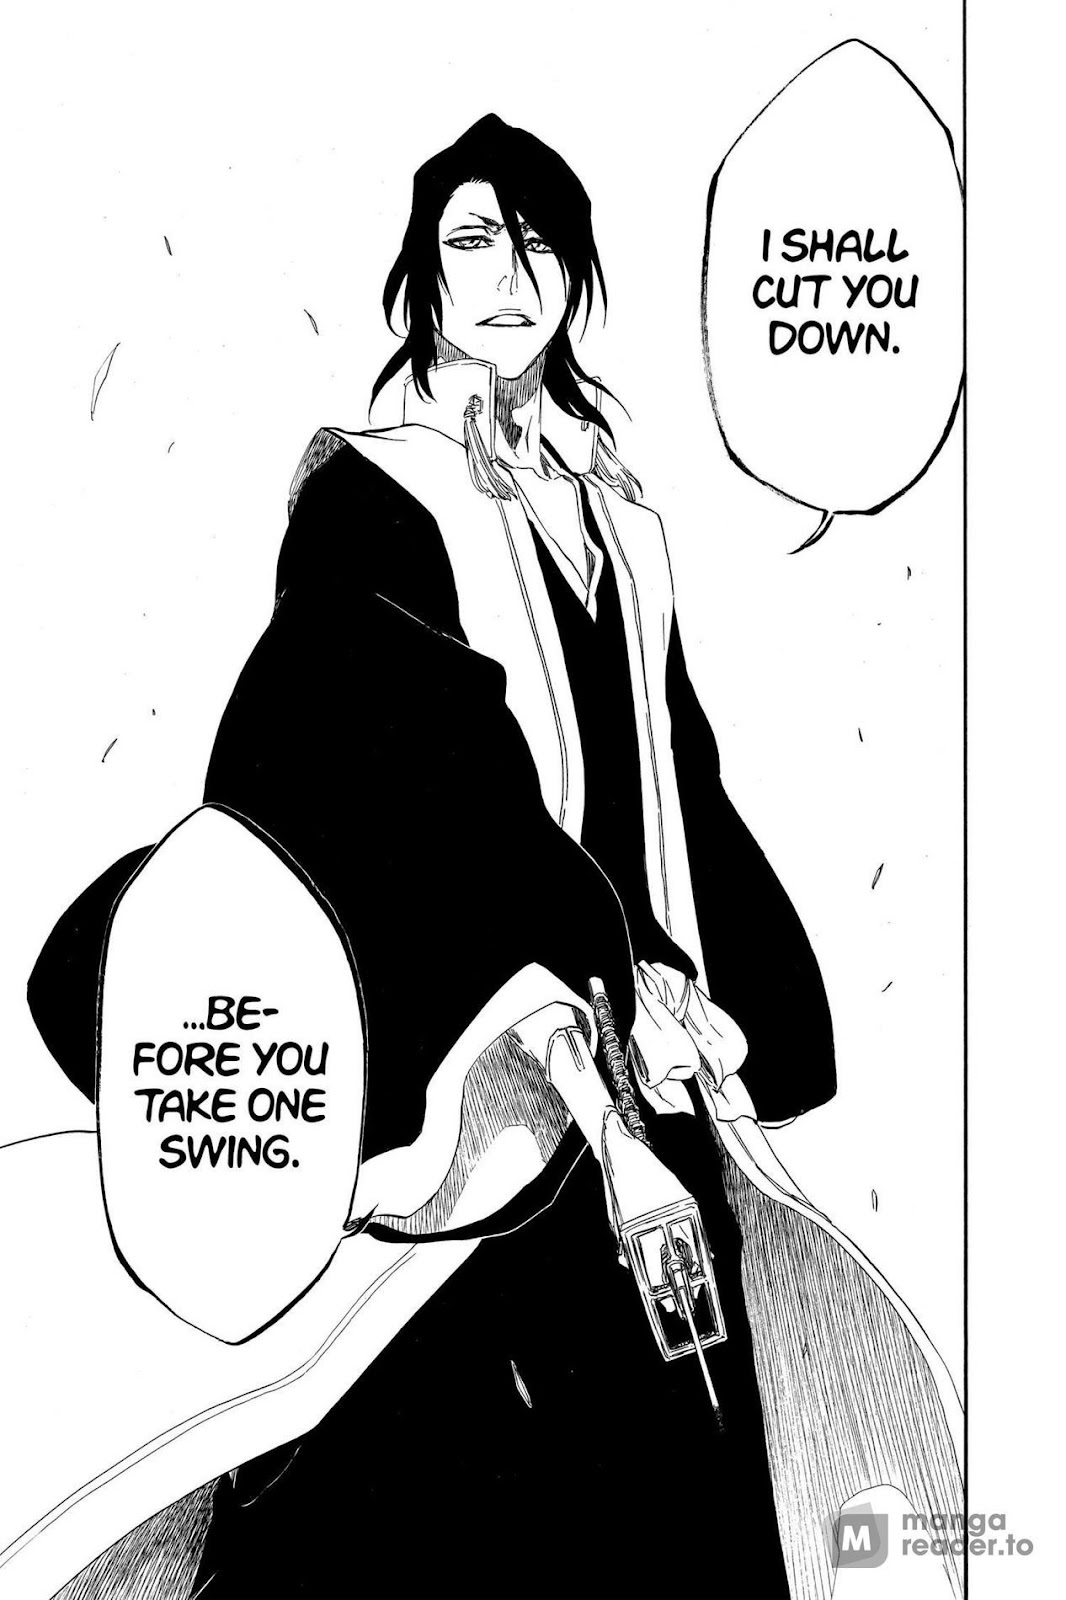 I SHALL
CUT YOU
DOWN.
...BE-
FORE YOU
TAKE ONE
SWING.
M
manga
reader.to